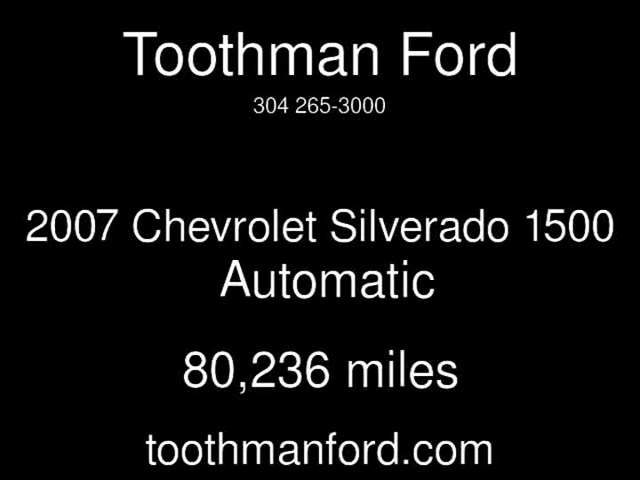 Toothman Ford
304 265-3000
2007 Chevrolet Silverado 1500
Automatic
80,236 miles
toothmanford.com